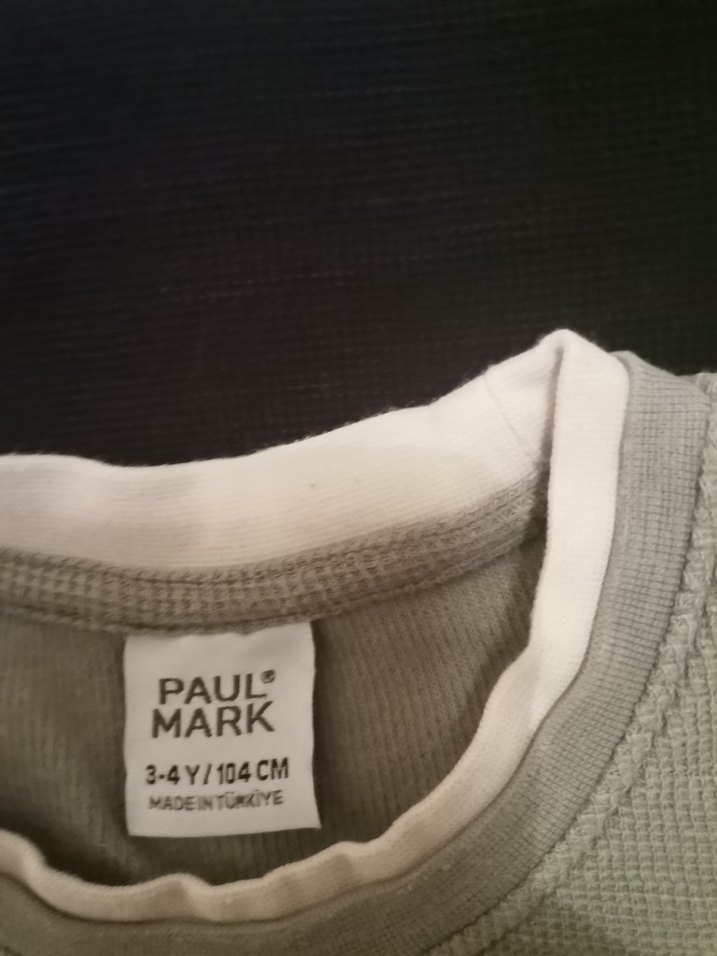 PAUL®
MARK
3-4 Y/104 CM
MADE IN TÜRKİYE